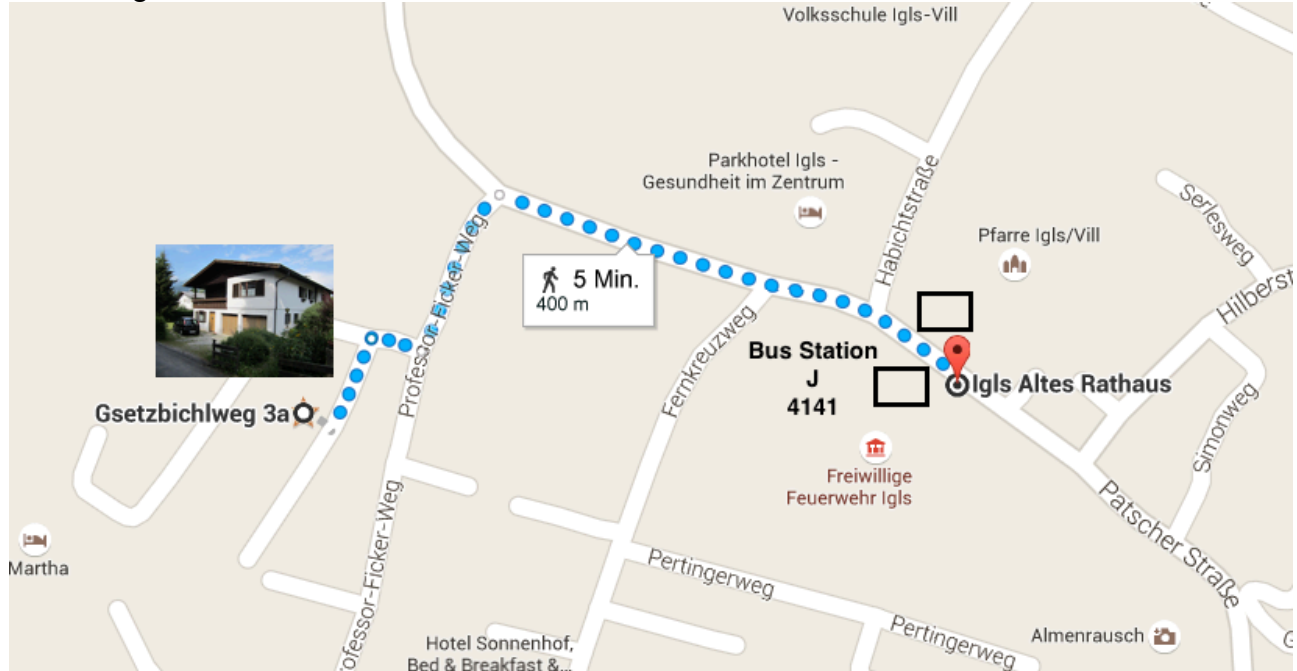 Volksschule Igls-Vill
Parkhotel Igls -
Gesundheit im Zentrum
Habichtstraße
Serlesweg
Pfarre Igls/Vill
Professor-Ficker-Weg
5 Min.
400 m
Hilberst
Fernkreuzweg
Bus Station
J
4141
Igls Altes Rathaus
Gsetzbichlweg 3a
Simonweg
Freiwillige
Feuerwehr Igls
Professor-Ficker-Weg
Patscher Straße
Martha
Pertingerweg
Pertingerweg
Almenrausch
Hotel Sonnenhof,
Bed & Breakfast &...